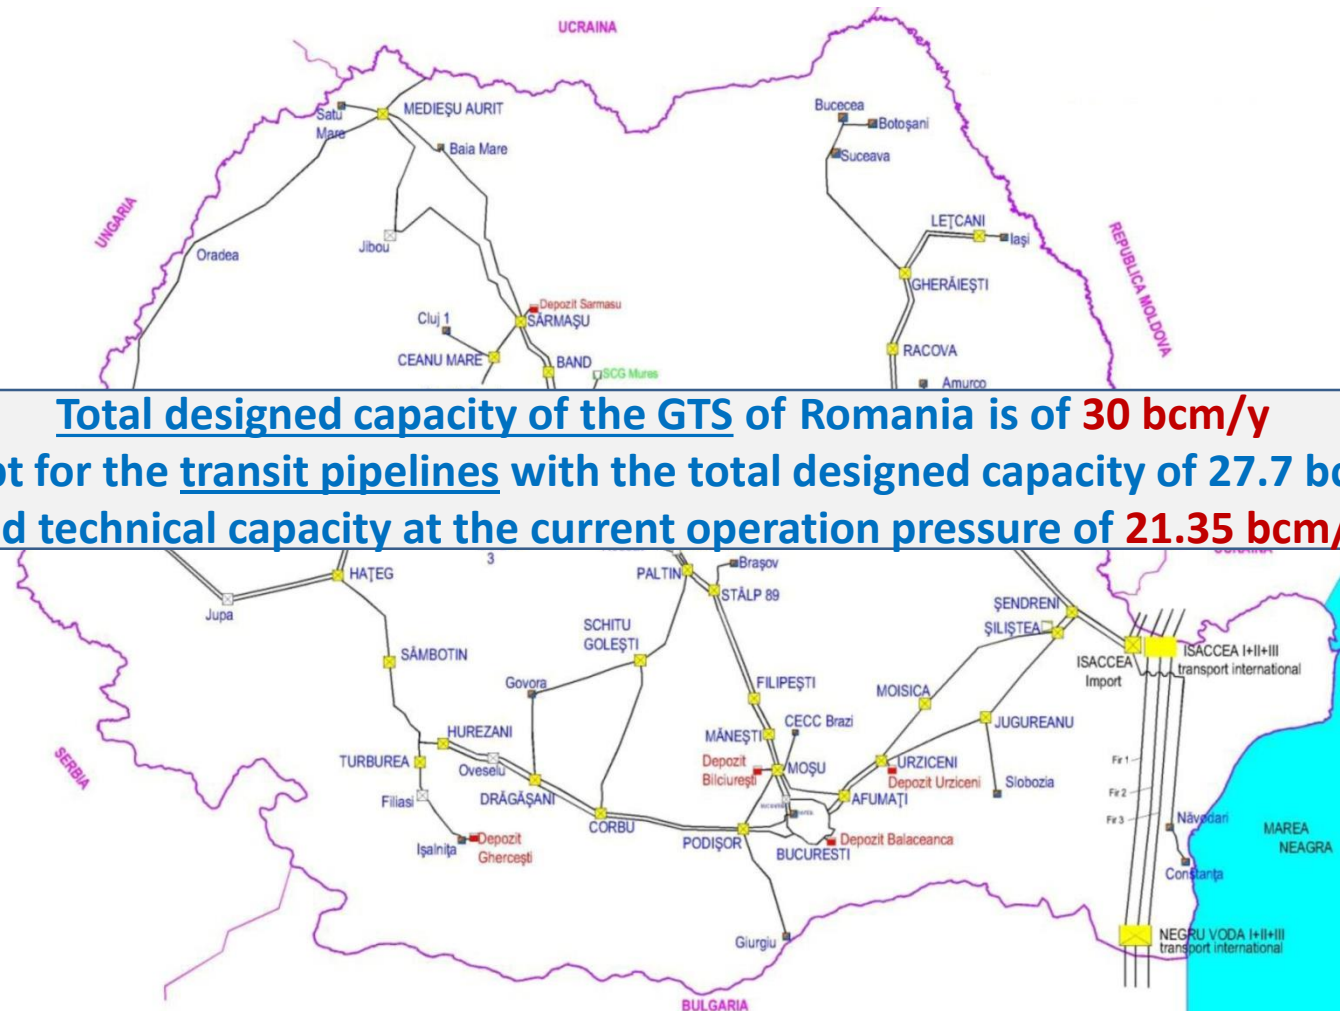 UCRAINA
MEDIEŞU AURIT
Satu
Mare
Baia Mare
Bucecea
Botoşani
Suceava
UNGARIA
Jibou
Oradea
LEŢCANI
Iaşi
GHERĂIEŞTI
REPUBLICA MOLDOVA
Depozit Sarmasu
SĂRMAŞU
Cluj 1
CEANU MARE
BAND
SCG Mures
RACOVA
Amurco
Total designed capacity of the GTS of Romania is of 30 bcm/y
for the transit pipelines with the total designed capacity of 27.7
technical capacity at the current operation pressure of 21.35 bcm/
UCRAINA
3
HAŢEG
Jupa
PALTIN
Braşov
STÂLP 89
SCHITU
GOLEŞTI
ŞENDRENI
ŞILIŞTEA
ISACCEA
Import
ISACCEA I+II+III
transport international
SÂMBOTIN
Govora
FILIPEŞTI
MOISICA
CECC Brazi
JUGUREANU
MĂNEŞTI
HUREZANI
TURBUREA
Oveselu
SERBIA
Depozit
Bilciureşti
MOŞU
URZICENI
Depozit Urziceni
Slobozia
Fir 1
Fir 2
Fir 3
Filiasi
DRĂGĂŞANI
CORBU
AFUMAŢI
Năvodari
MAREA
NEAGRA
Işalniţa
Depozit
Gherceşti
PODIŞOR
BUCURESTI
Depozit Balaceanca
Constanţa
Giurgiu
NEGRU VODA I+II+III
transport international
BULGARIA